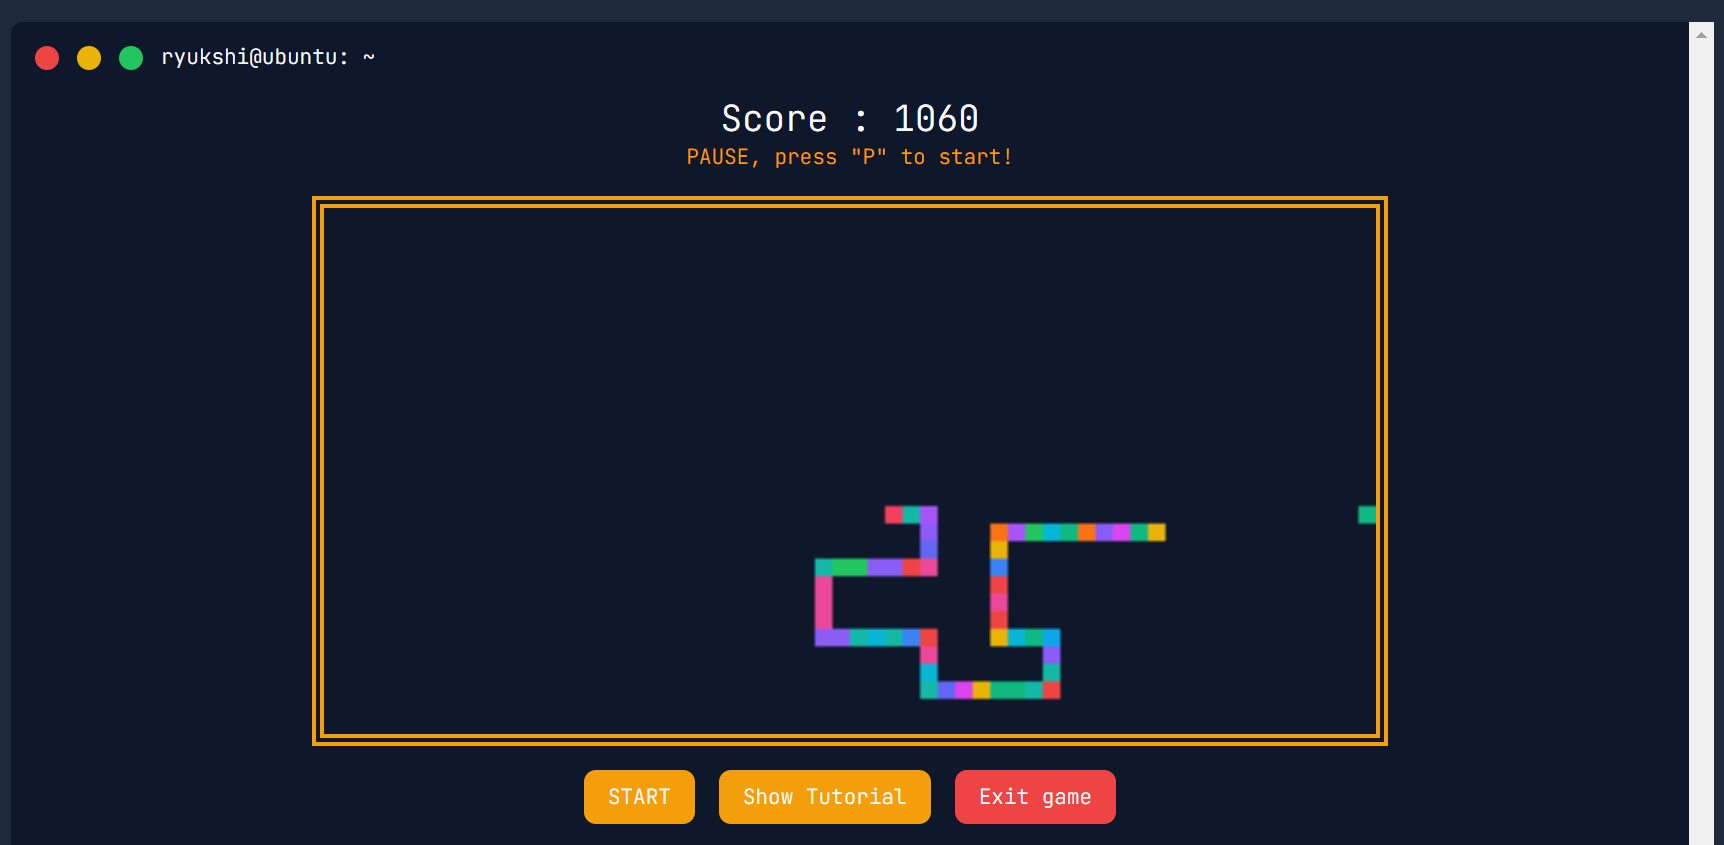 ryukshi@ubuntu: ~
Score : 1060
PAUSE, press "P" to start!
START
Show Tutorial
Exit game